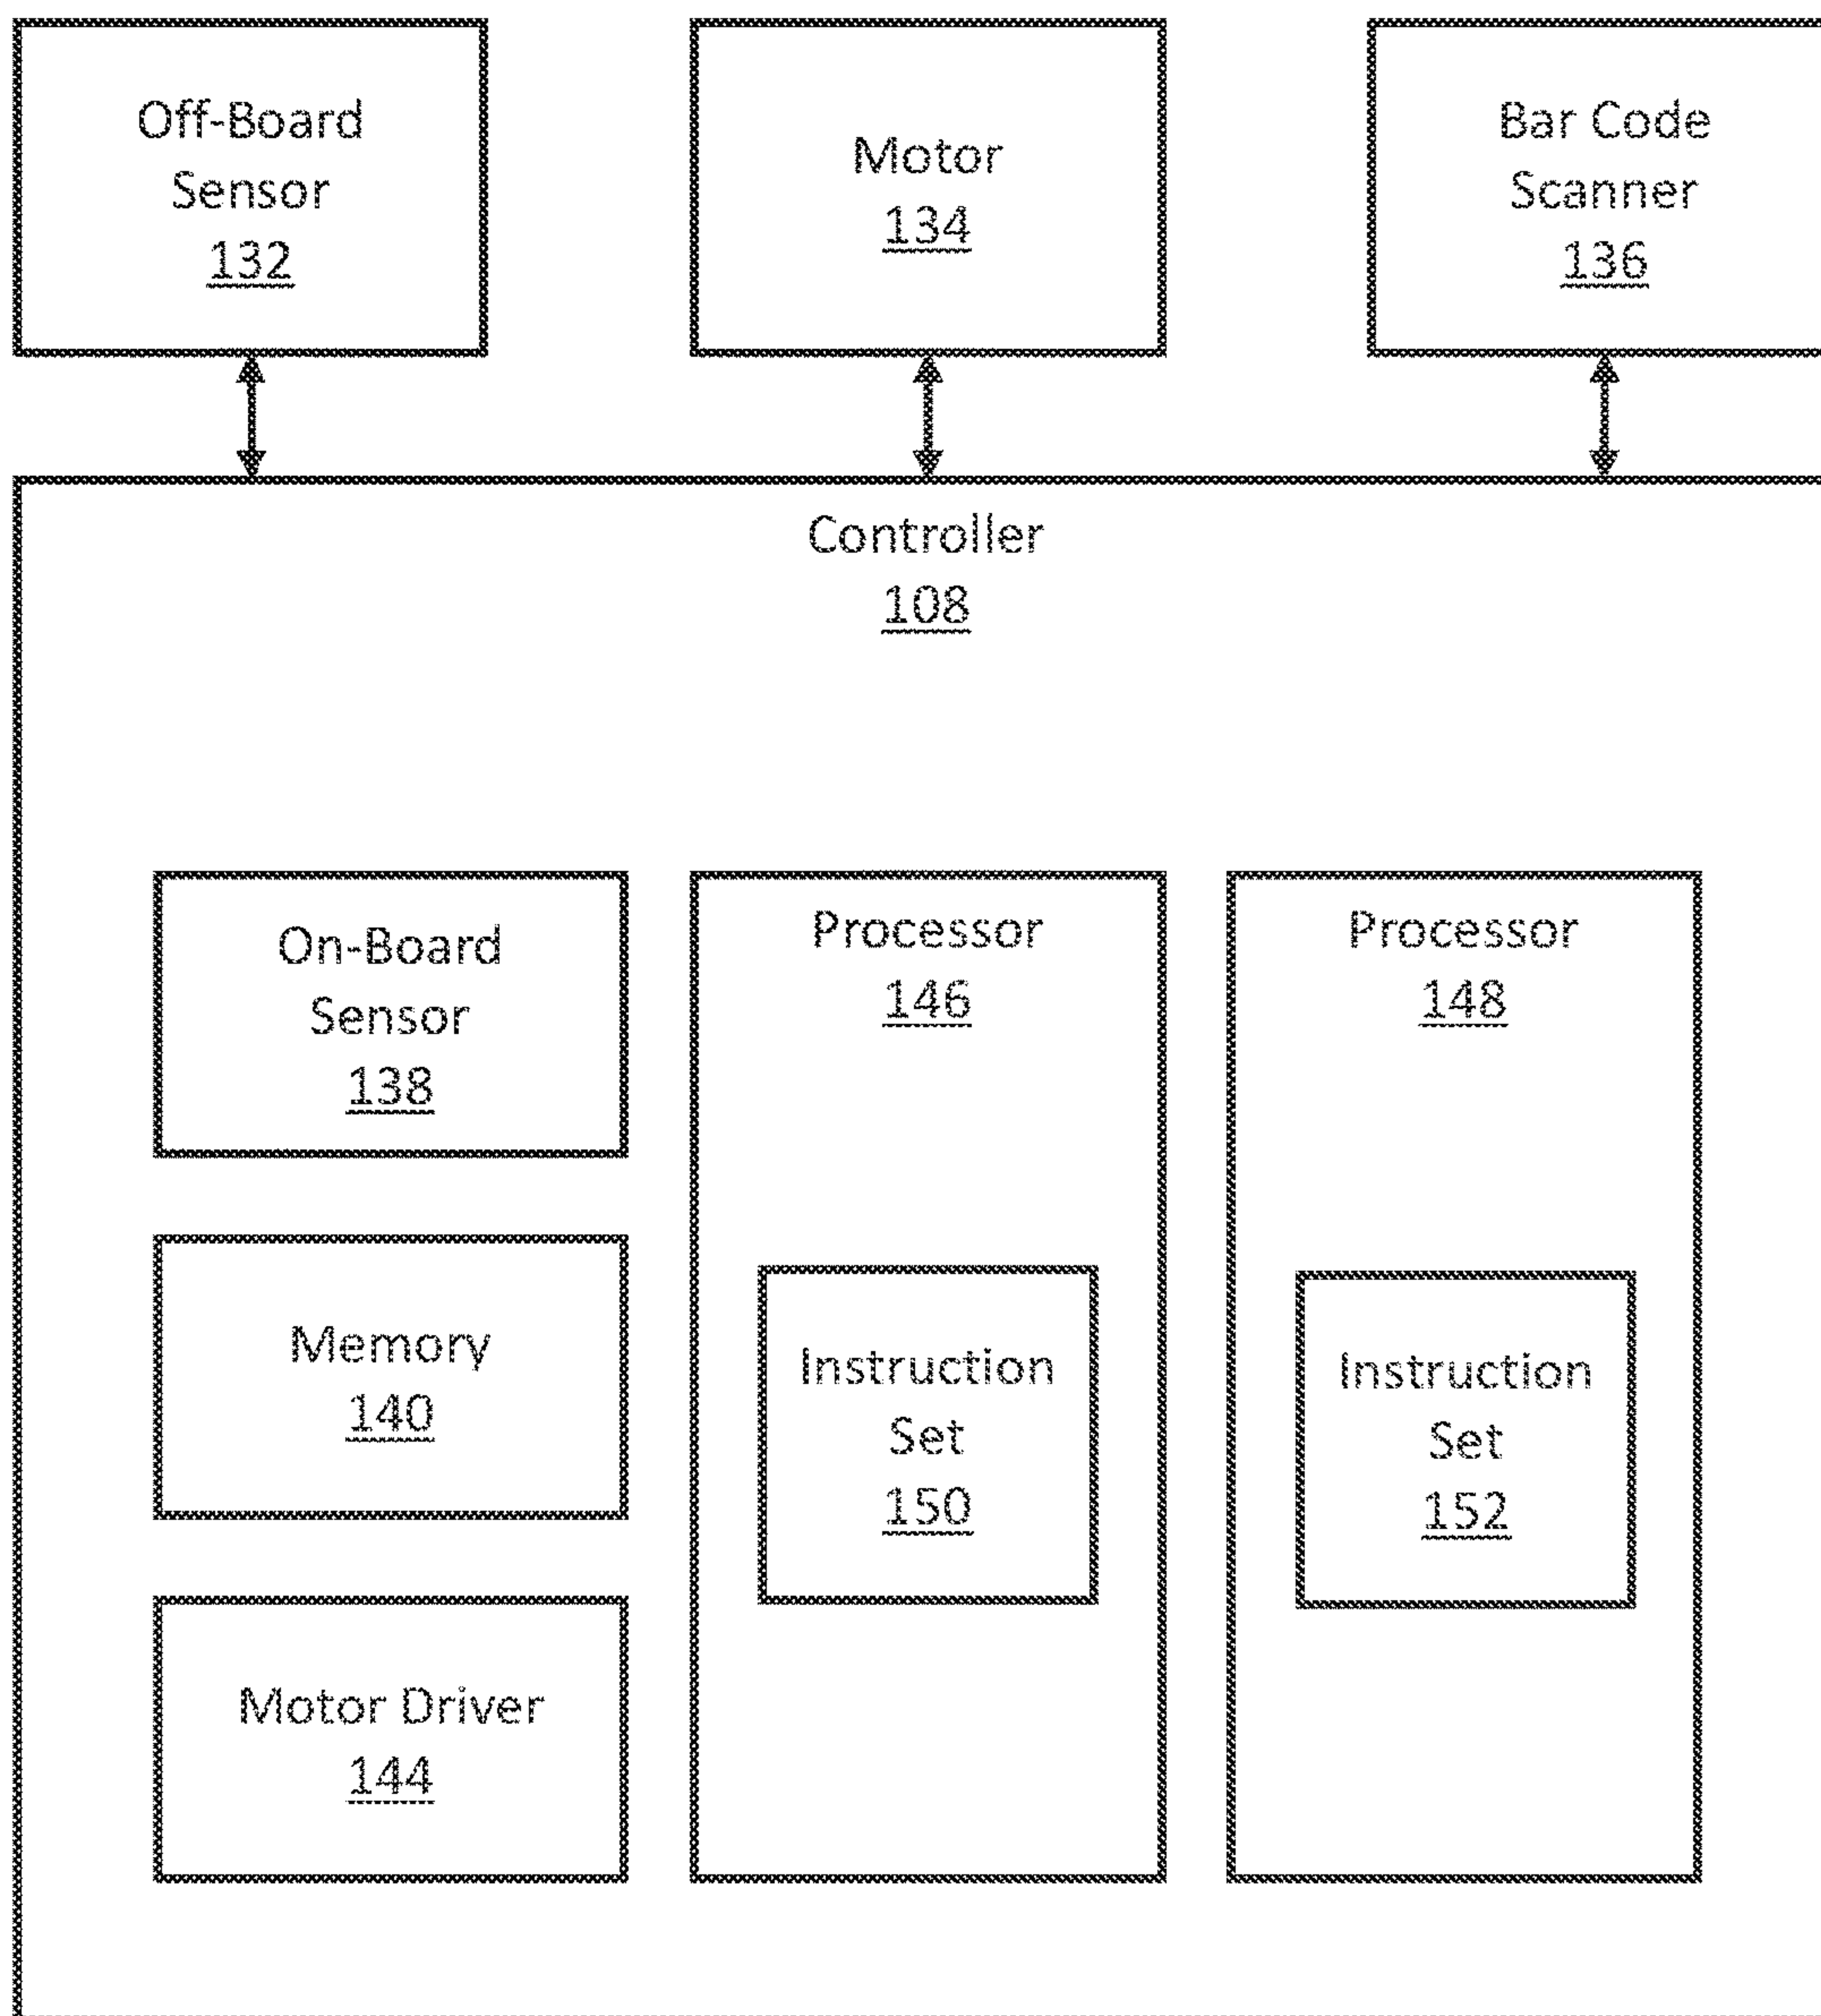 Off-Board
Sensor
132
Motor
134
Bar Code
Scanner
136
Controller
108
On-Board
Sensor
138
Memory
140
Motor Driver
144
Processor
146
Instruction
Set
150
Processor
148
Instruction
Set
152